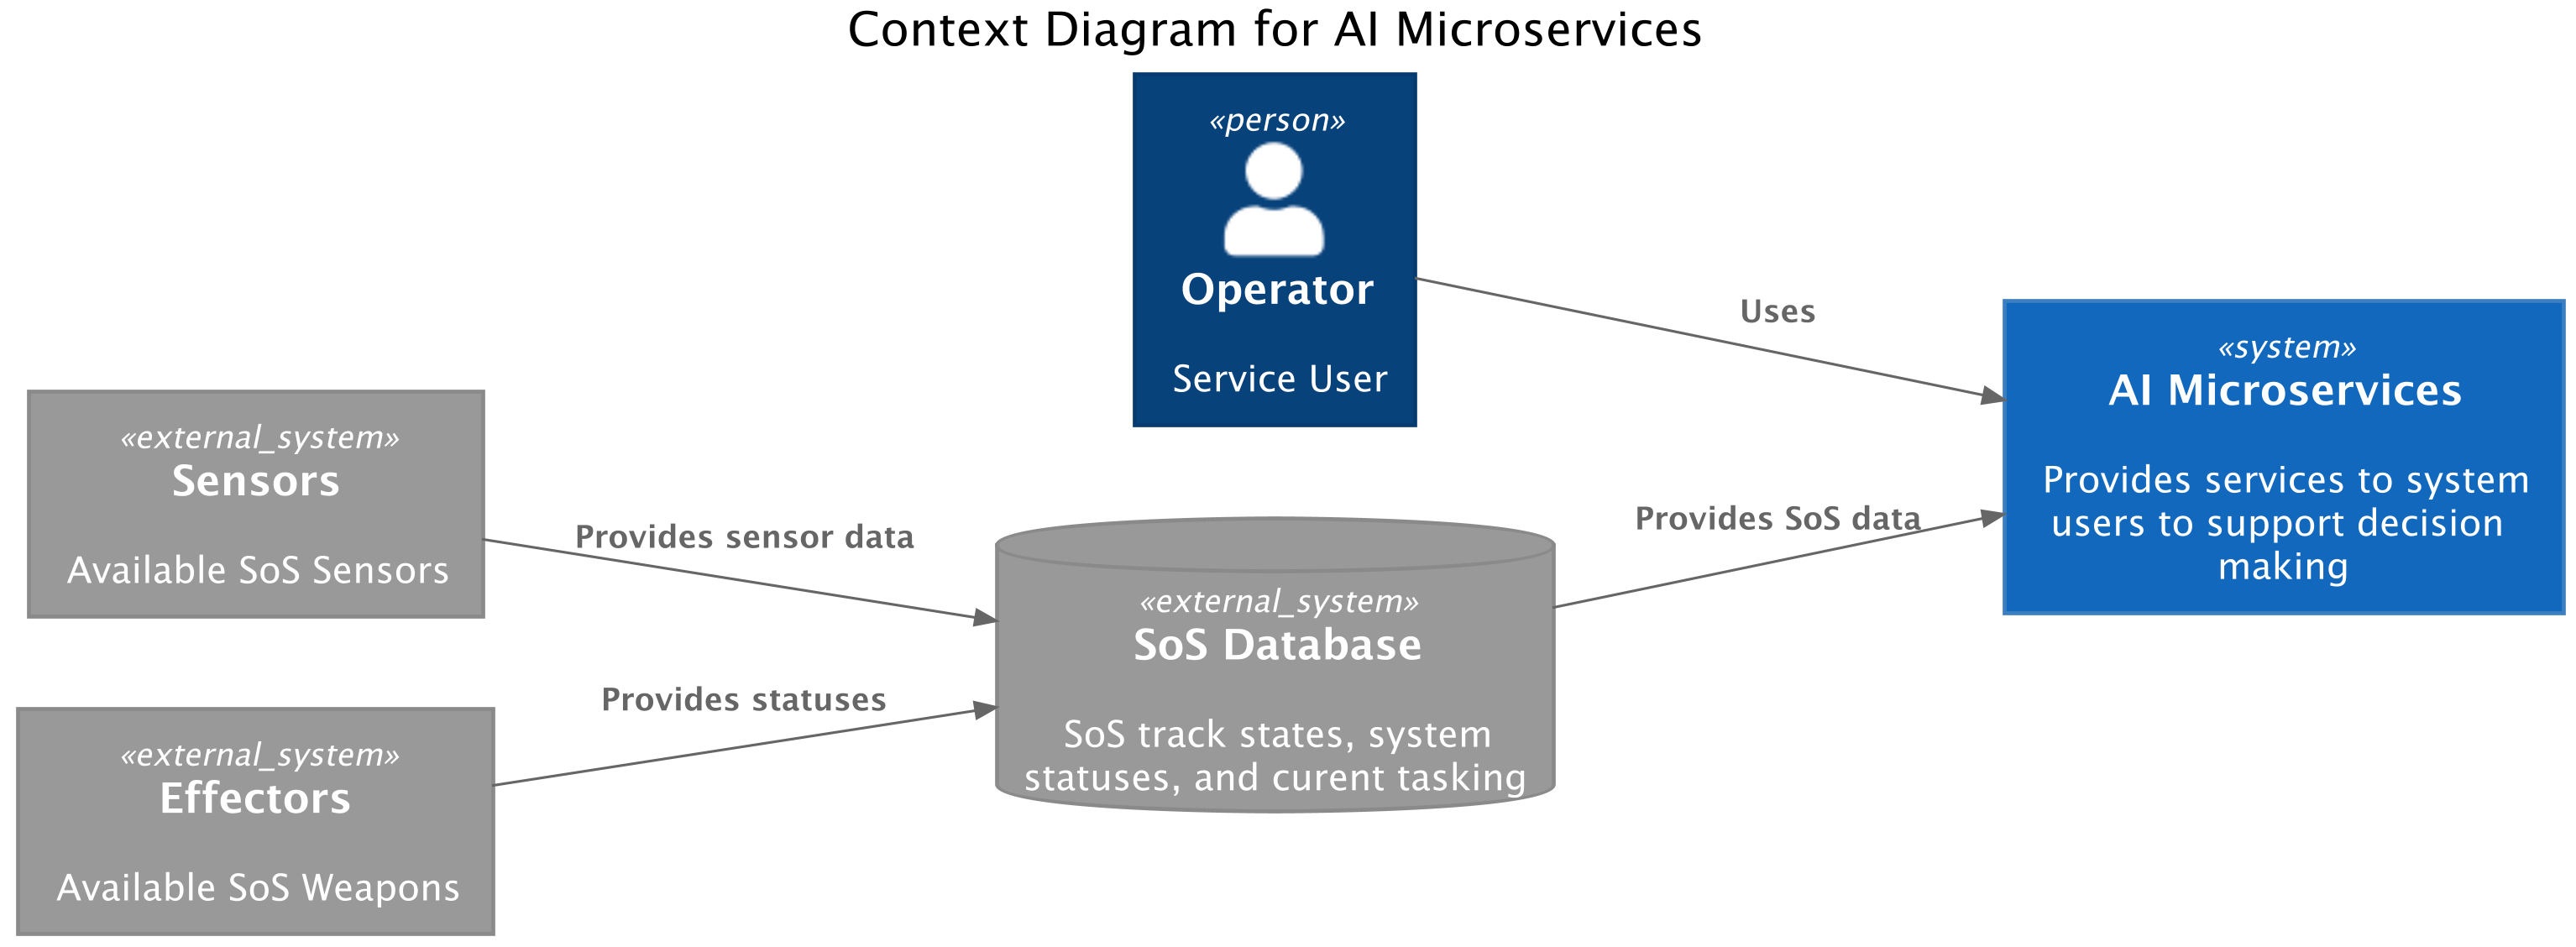 Context Diagram for AI Microservices
«person»
Operator
Service User
Uses
«system»
AI Microservices
Provides services to system
users to support decision
making
«external_system»
Sensors
Available SoS Sensors
Provides sensor data
Provides SoS data
«external_system»
SoS Database
SoS track states, system
statuses, and curent tasking
Provides statuses
«external_system»
Effectors
Available SoS Weapons